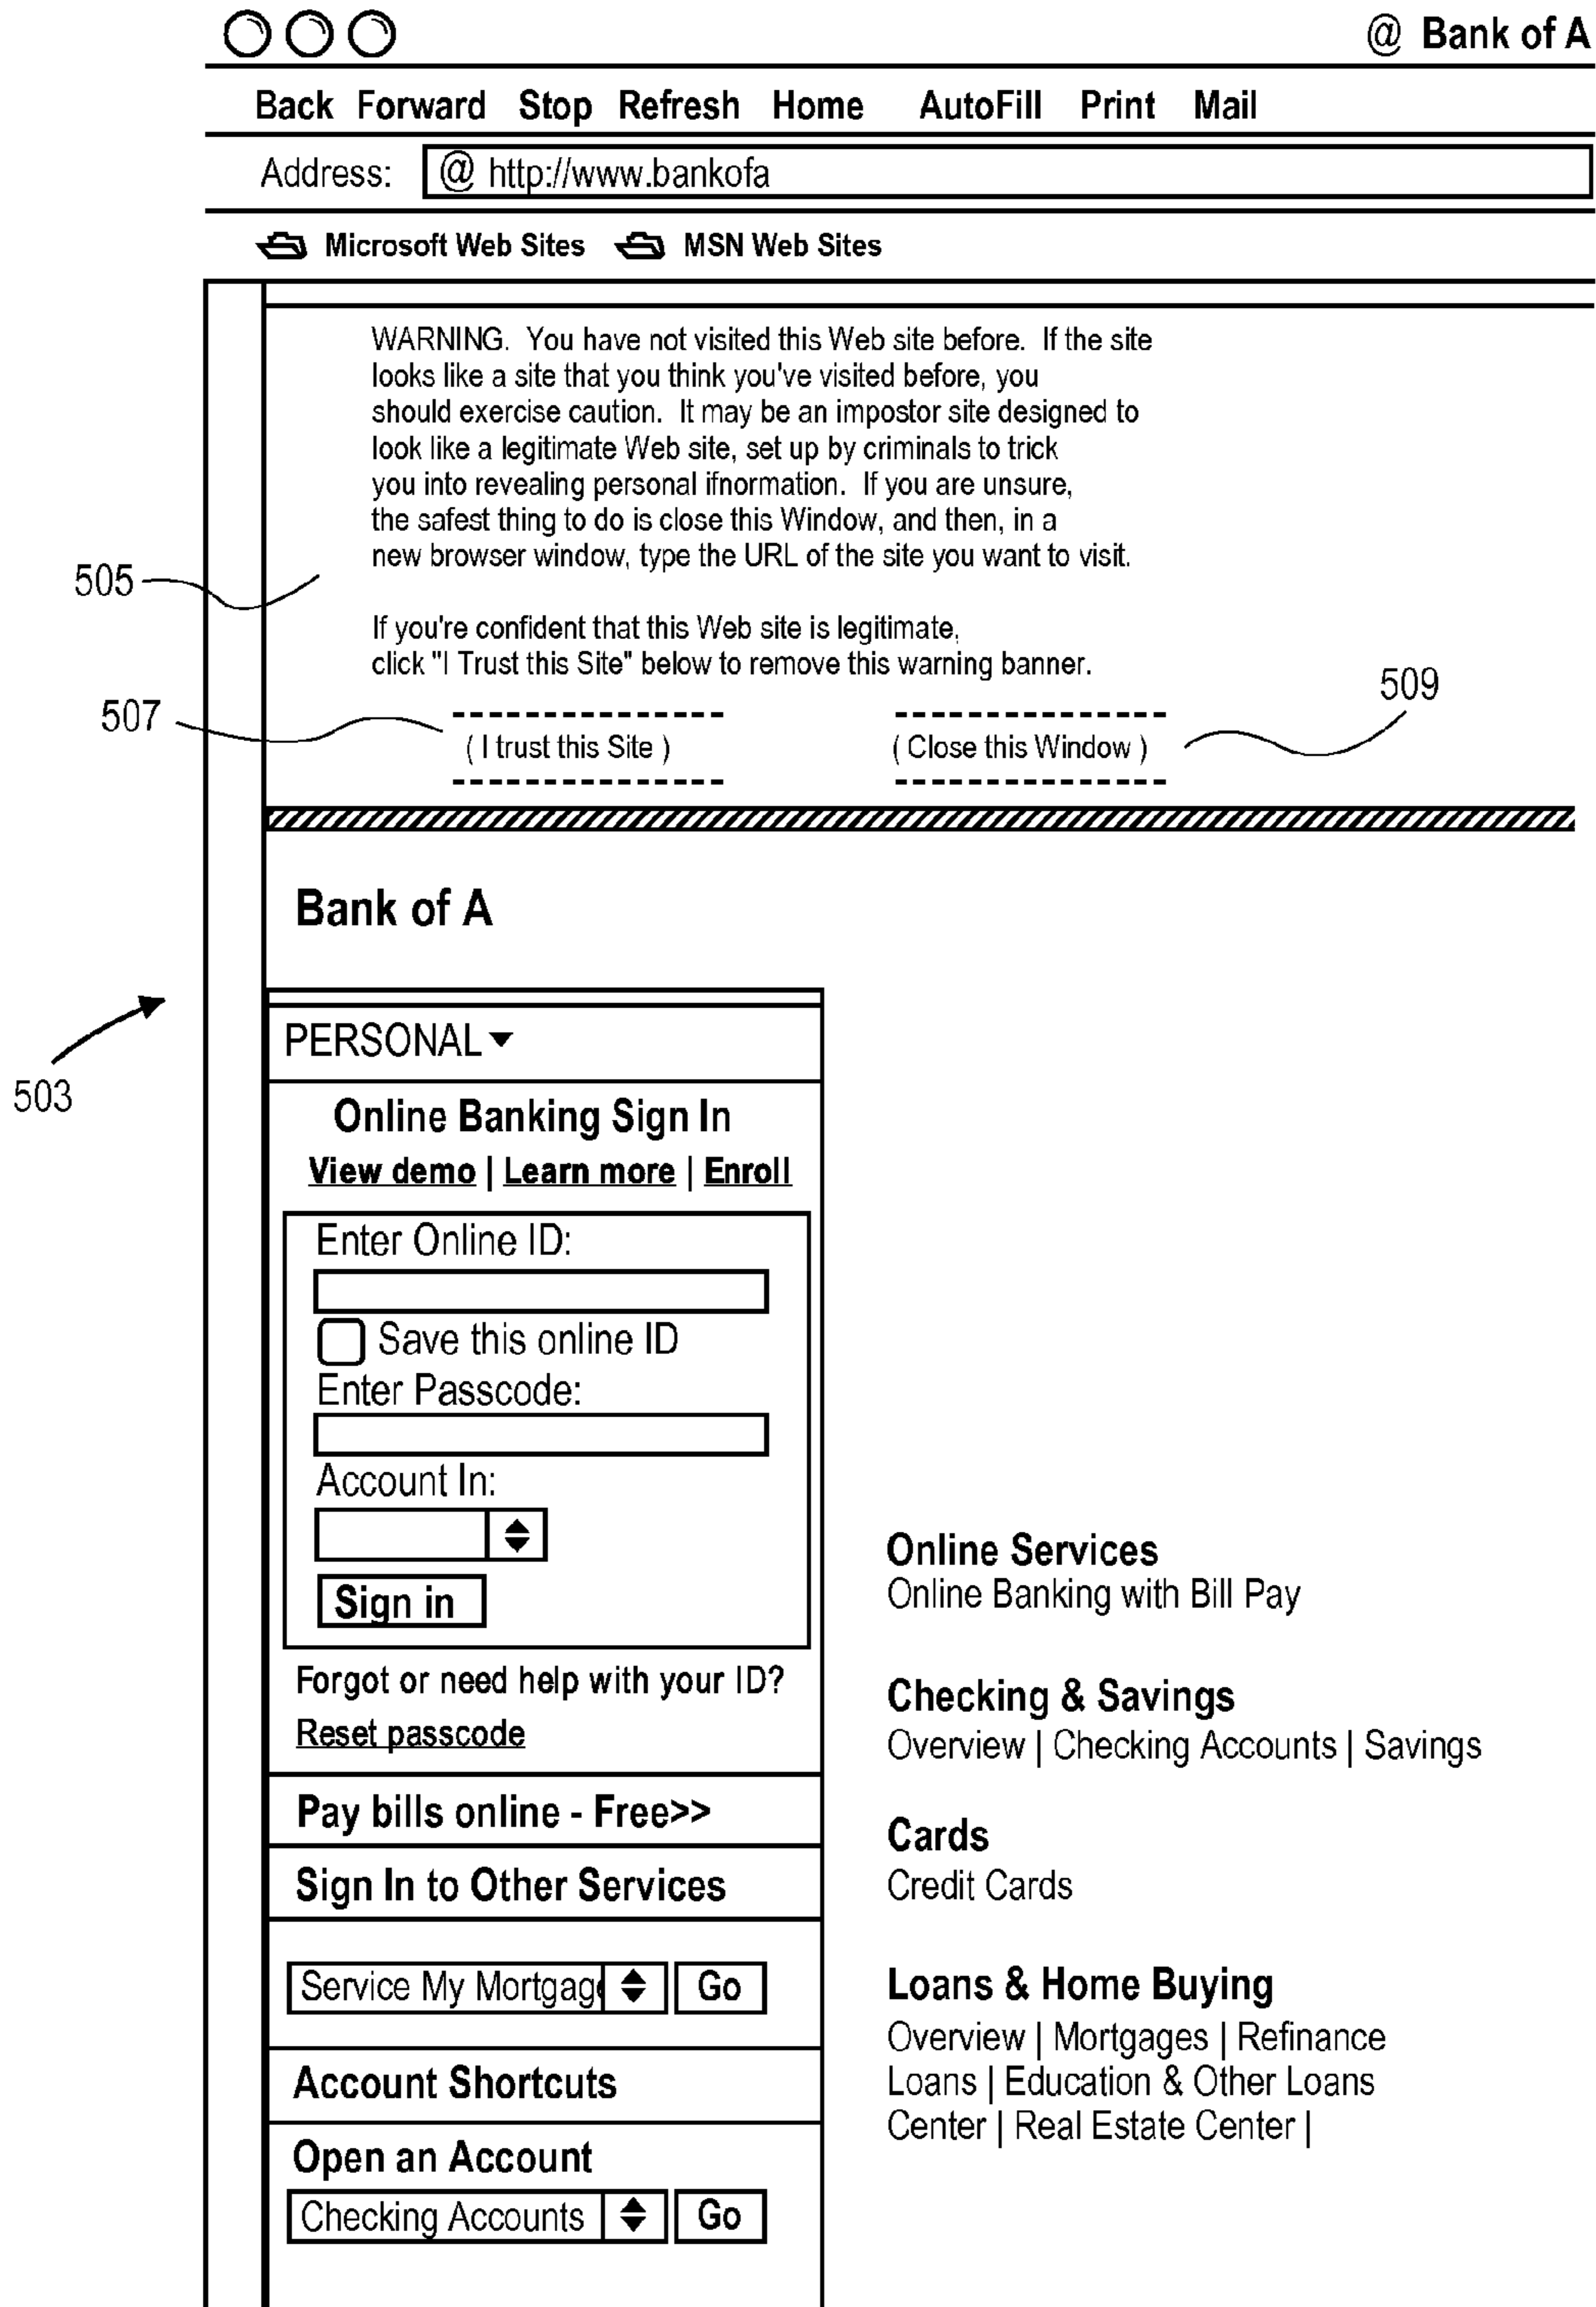 @ Bank of A
Back Forward Stop Refresh Home AutoFill Print Mail
Address: @ http://www.bankofa
Microsoft Web Sites MSN Web Sites
WARNING. You have not visited this Web site before. If the site
looks like a site that you think you've visited before, you
should exercise caution. It may be an impostor site designed to
look like a legitimate Web site, set up by criminals to trick
you into revealing personal ifnormation. If you are unsure,
the safest thing to do is close this Window, and then, in a
new browser window, type the URL of the site you want to visit.
505
If you're confident that this Web site is legitimate,
click "I Trust this Site" below to remove this warning banner.
507
509
( I trust this Site ) ( Close this Window )
Bank of A
503
PERSONAL
Online Banking Sign In
View demo | Learn more | Enroll
Enter Online ID:
Save this online ID
Enter Passcode:
Account In:
Sign in
Forgot or need help with your ID?
Reset passcode
Pay bills online - Free>>
Sign In to Other Services
Service My Mortgag Go
Account Shortcuts
Open an Account
Checking Accounts Go
Online Services
Online Banking with Bill Pay
Checking & Savings
Overview | Checking Accounts | Savings
Cards
Credit Cards
Loans & Home Buying
Overview | Mortgages | Refinance
Loans | Education & Other Loans
Center | Real Estate Center |